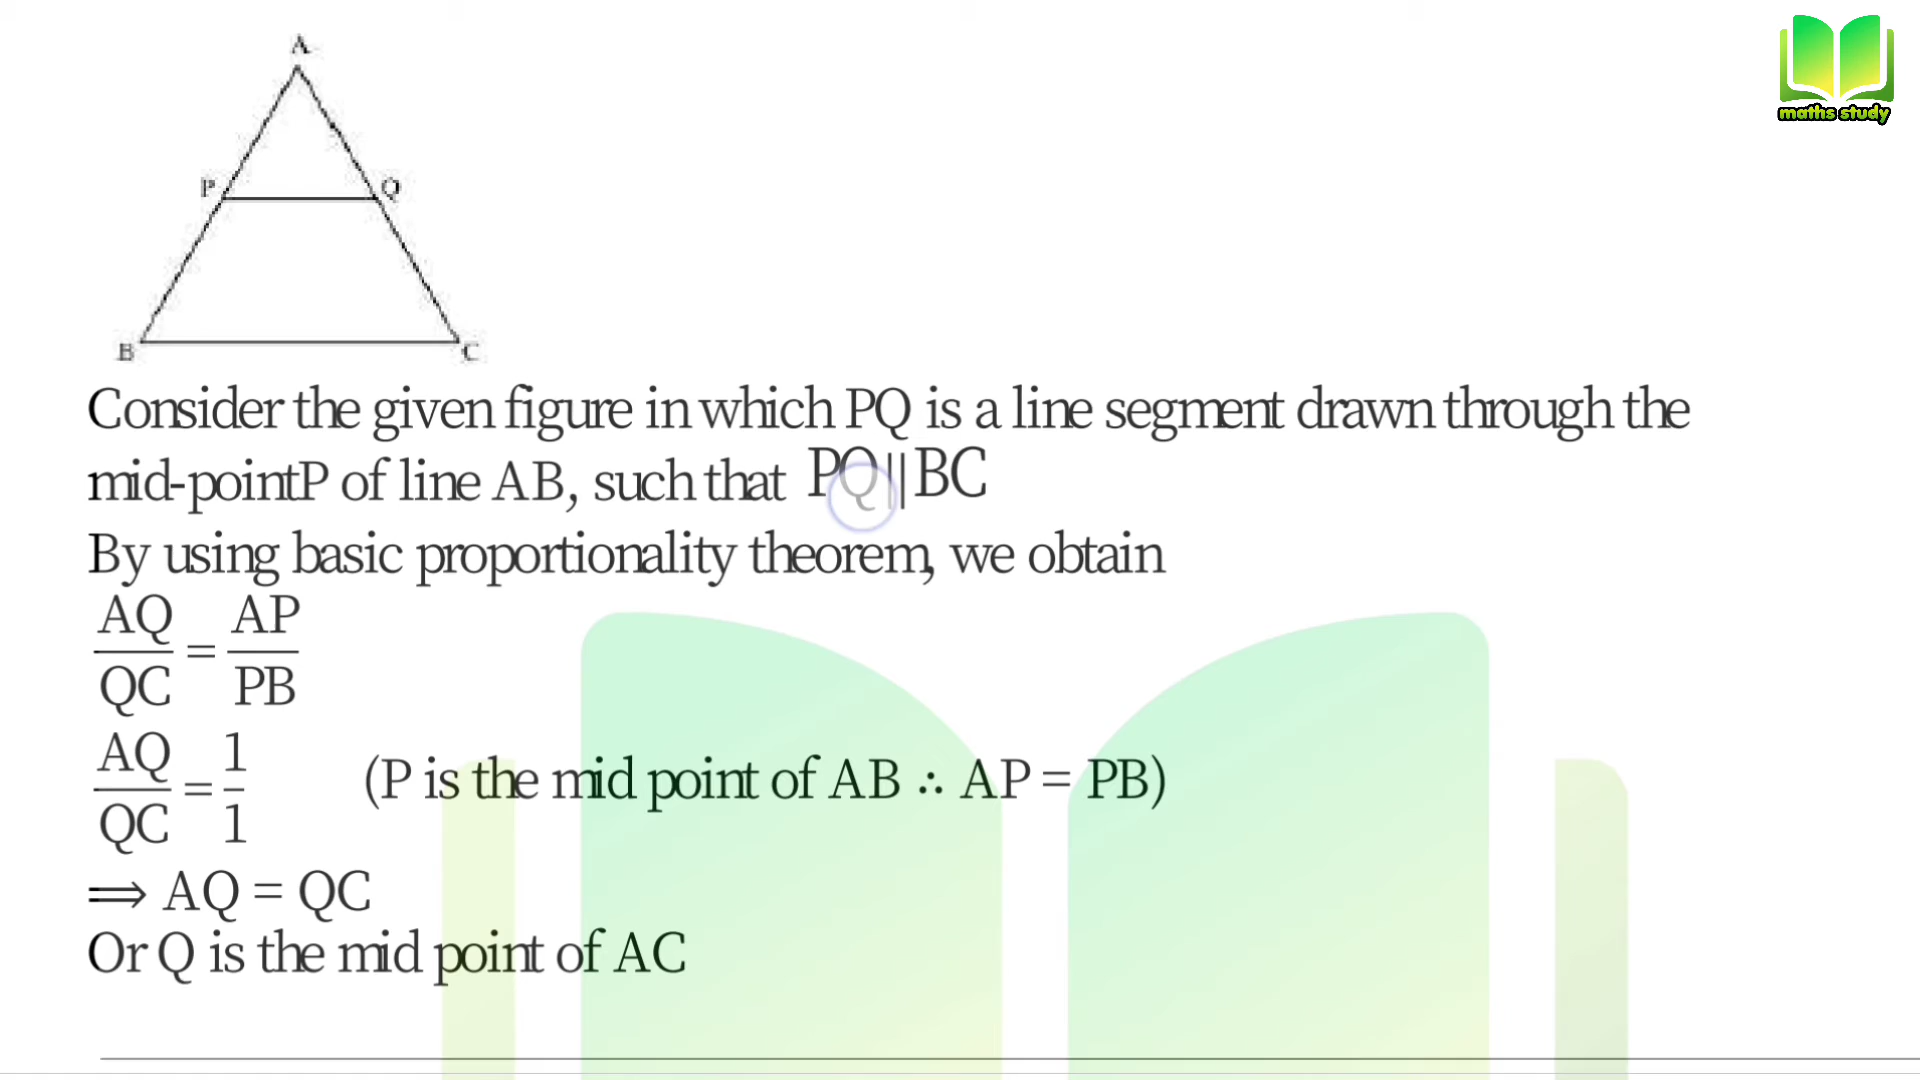 A
maths study
P
Q
B
C
Consider the given figure in which PQ is a line segment drawn through the
mid-pointP of line AB, such that PQ||BC
By using basic proportionality theorem, we obtain
AQ/QC = AP/PB
AQ/QC = 1/1 (P is the mid point of AB ∴ AP = PB)
⟹ AQ = QC
Or Q is the mid point of AC